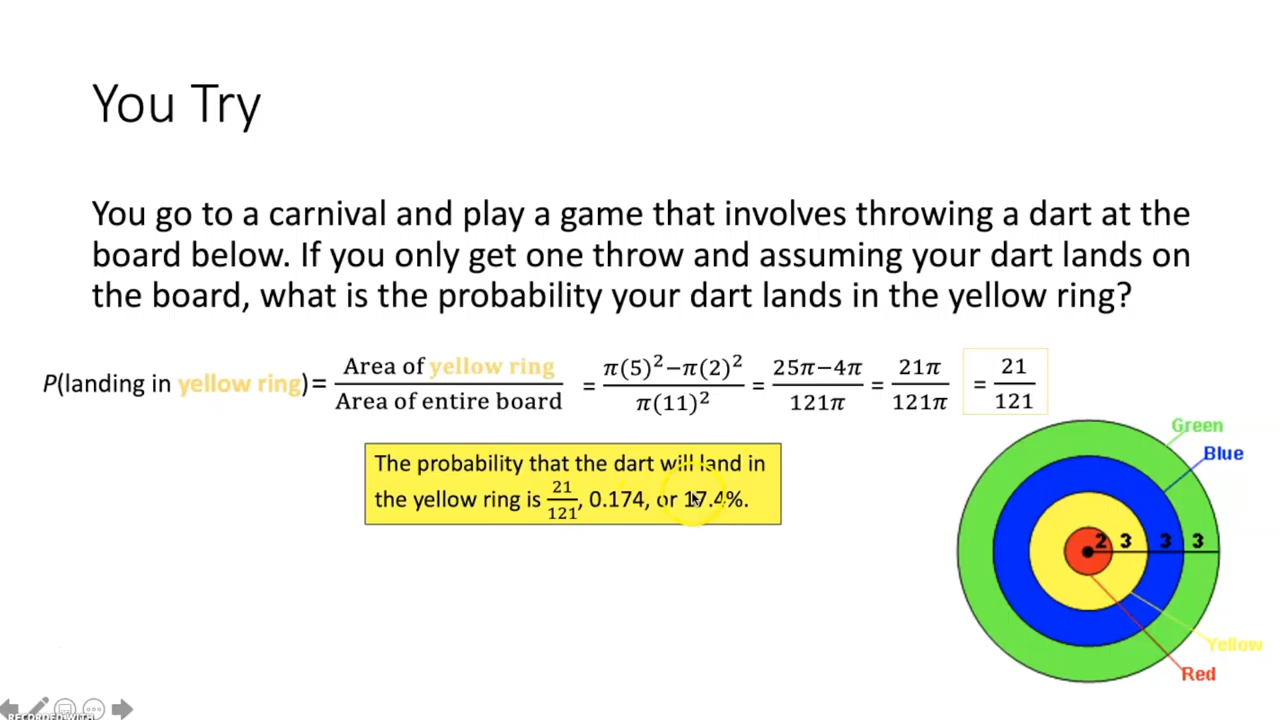 You Try
You go to a carnival and play a game that involves throwing a dart at the
board below. If you only get one throw and assuming your dart lands on
the board, what is the probability your dart lands in the yellow ring?
P(landing in yellow ring)= Area of yellow ring / Area of entire board = π(5)²−π(2)² / π(11)² = 25π−4π / 121π = 21π / 121π = 21 / 121
The probability that the dart will land in
the yellow ring is 21/121, 0.174, or 17.4%.
Green
Blue
2 3 3 3
Yellow
Red
RECORDED WITH